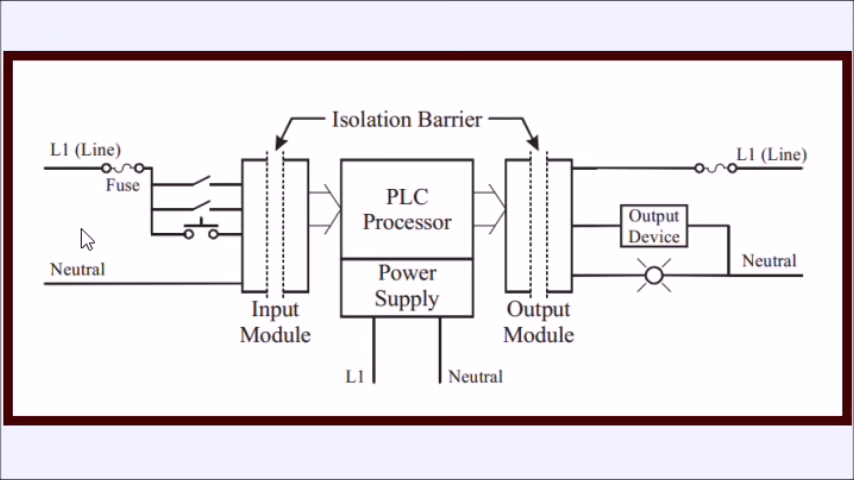 Isolation Barrier
L1 (Line)
Fuse
Neutral
Input
Module
PLC
Processor
Power
Supply
L1
Neutral
Output
Module
L1 (Line)
Output
Device
Neutral